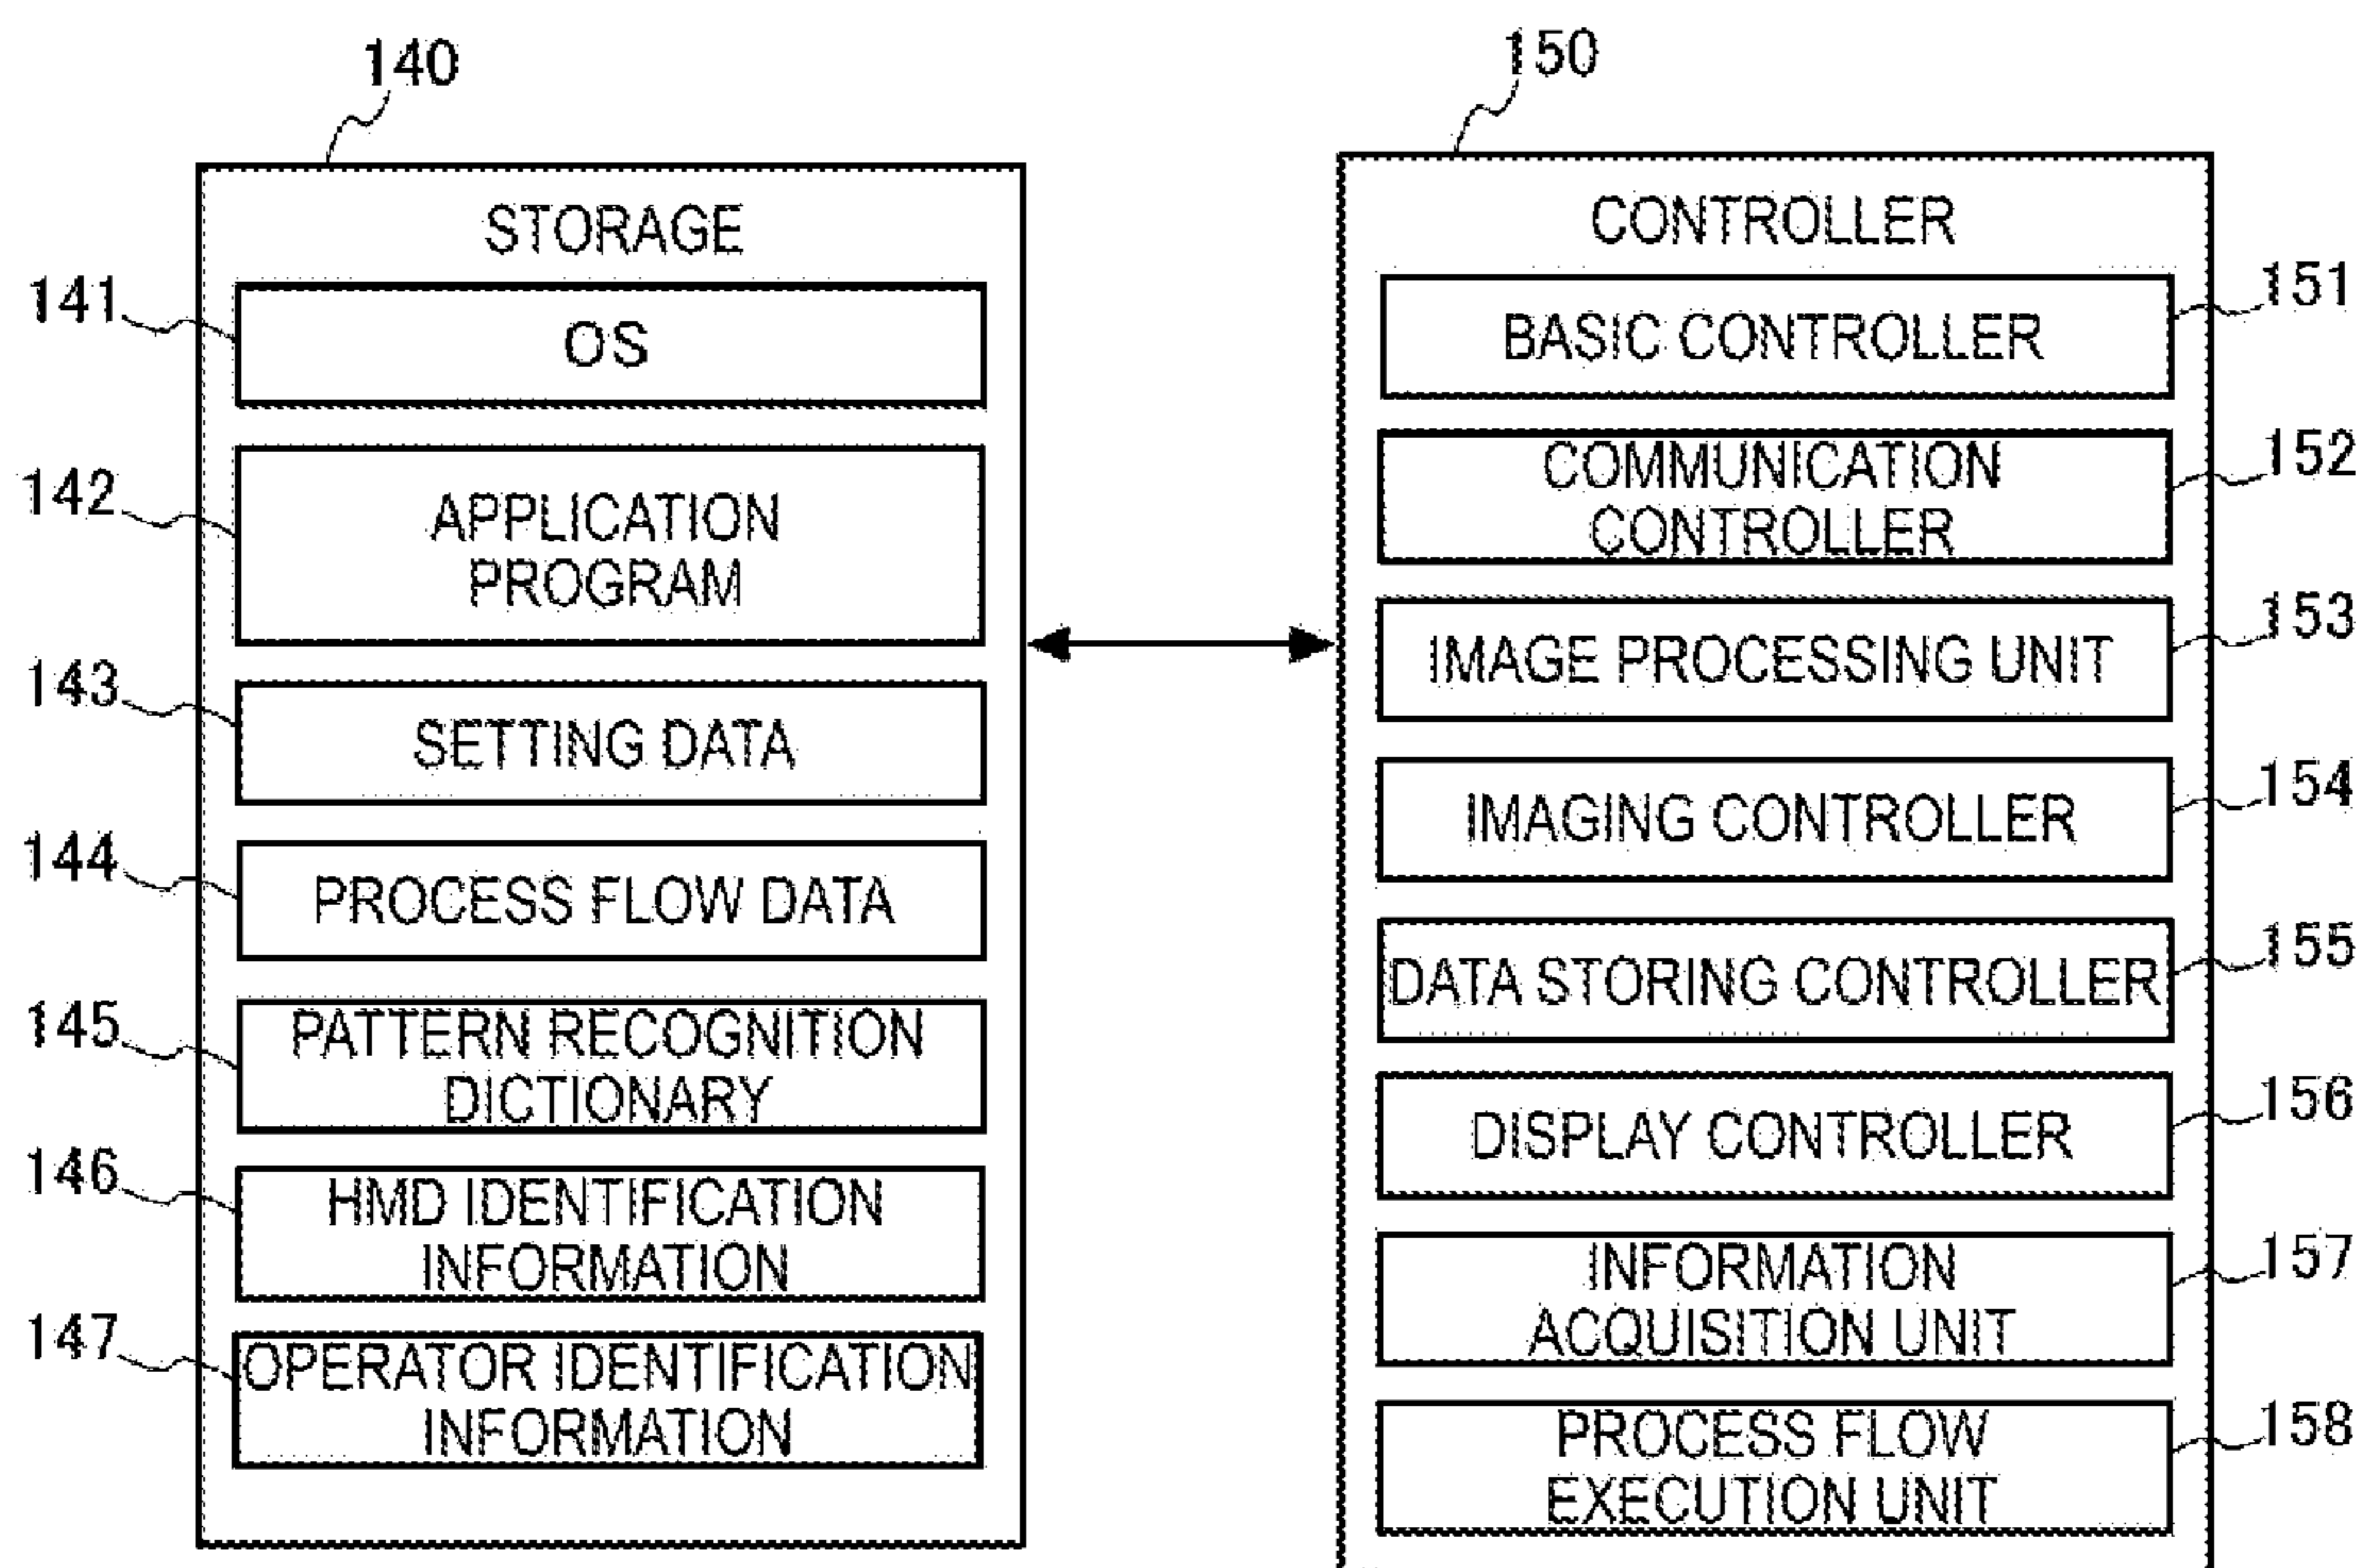 140
STORAGE
141
OS
142
APPLICATION
PROGRAM
143
SETTING DATA
144
PROCESS FLOW DATA
145
PATTERN RECOGNITION
DICTIONARY
146
HMD IDENTIFICATION
INFORMATION
147
OPERATOR IDENTIFICATION
INFORMATION
150
CONTROLLER
BASIC CONTROLLER
151
COMMUNICATION
CONTROLLER
152
IMAGE PROCESSING UNIT
153
IMAGING CONTROLLER
154
DATA STORING CONTROLLER
155
DISPLAY CONTROLLER
156
INFORMATION
ACQUISITION UNIT
157
PROCESS FLOW
EXECUTION UNIT
158